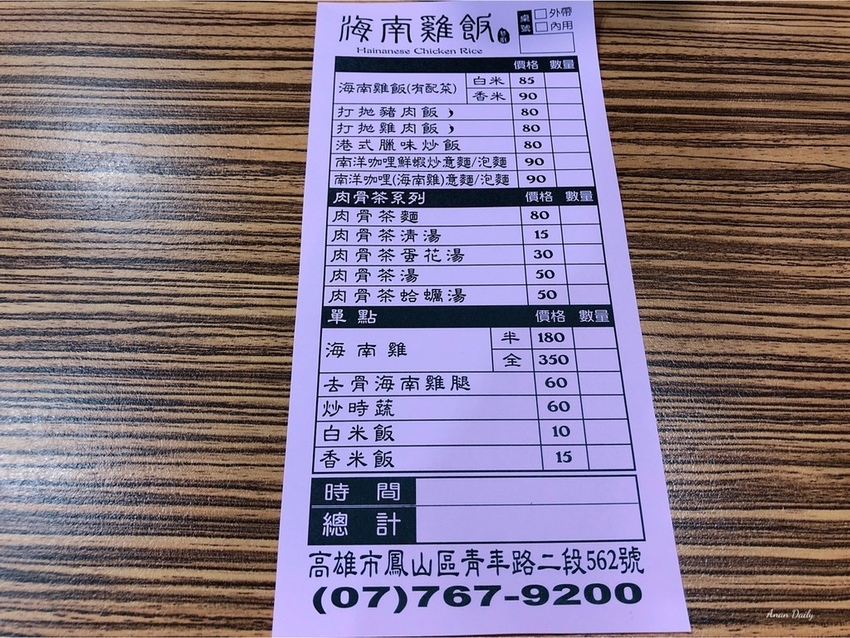 海南雞飯
Hainanese Chicken Rice
桌號 外帶
內用
價格 數量
海南雞飯(有配菜) 白米 85
香米 90
打拋豬肉飯 80
打拋雞肉飯 80
港式臘味炒飯 80
南洋咖哩鮮蝦炒意麵/泡麵 90
南洋咖哩(海南雞)意麵/泡麵 90
肉骨茶系列 價格 數量
肉骨茶麵 80
肉骨茶清湯 15
肉骨茶蛋花湯 30
肉骨茶湯 50
肉骨茶蛤蠣湯 50
單點 價格 數量
海南雞 半 180
全 350
去骨海南雞腿 60
炒時蔬 60
白米飯 10
香米飯 15
時間
總計
高雄市鳳山區青年路二段562號
(07)767-9200
Anan Daily